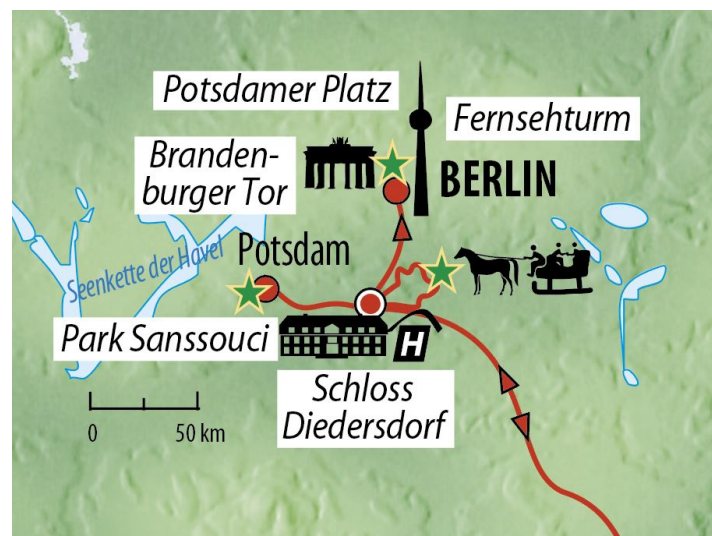 Potsdamer Platz
Fernsehturm
Branden-
burger Tor
BERLIN
Potsdam
Seenkette der Havel
Park Sanssouci
H
Schloss
Diedersdorf
0 50 km